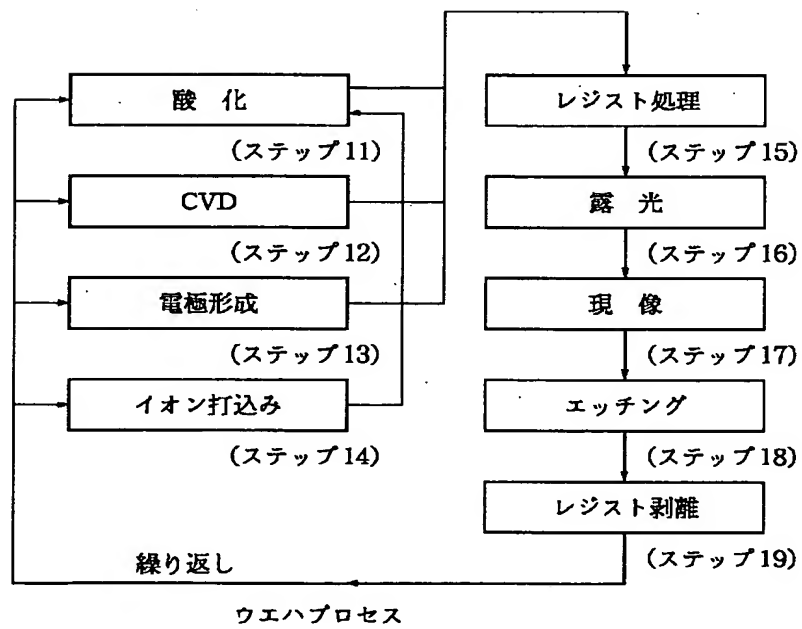 酸 化
(ステップ11)
CVD
(ステップ12)
電極形成
(ステップ13)
イオン打込み
(ステップ14)
レジスト処理
(ステップ15)
露 光
(ステップ16)
現 像
(ステップ17)
エッチング
(ステップ18)
レジスト剥離
(ステップ19)
繰り返し
ウエハプロセス